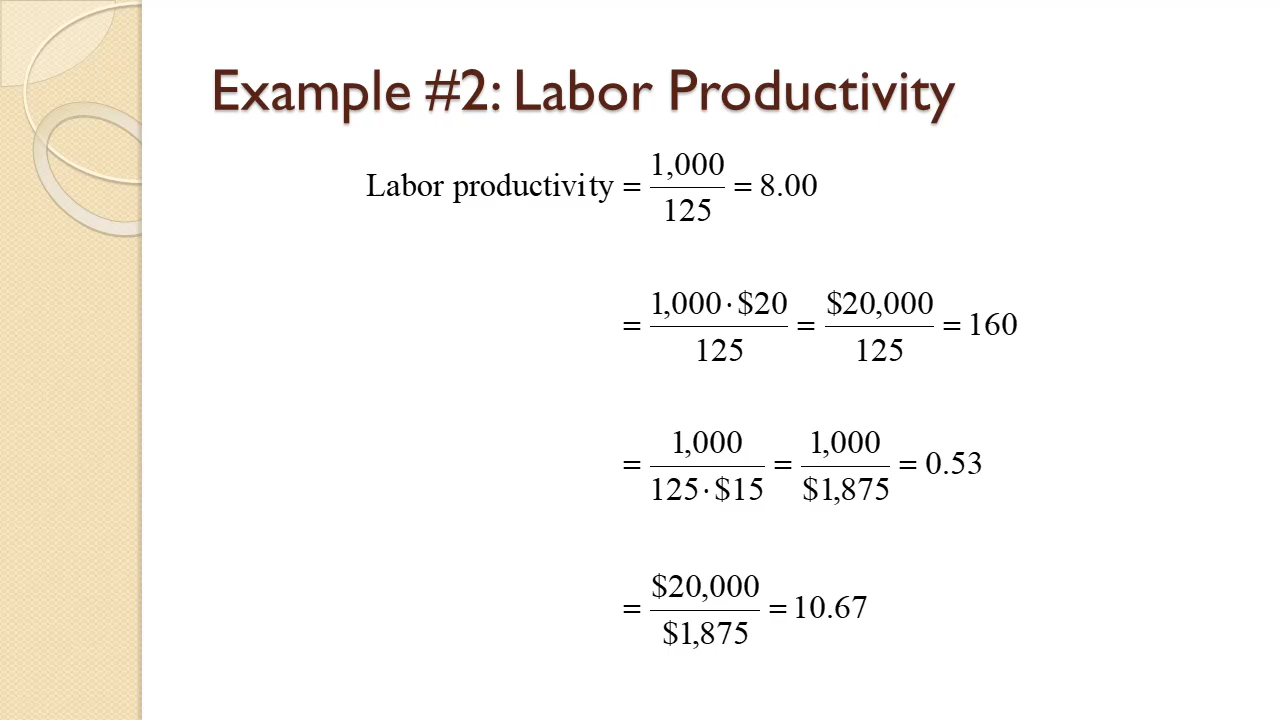 Example #2: Labor Productivity
Labor productivity = 1,000 / 125 = 8.00
= 1,000 · $20 / 125 = $20,000 / 125 = 160
= 1,000 / 125 · $15 = 1,000 / $1,875 = 0.53
= $20,000 / $1,875 = 10.67